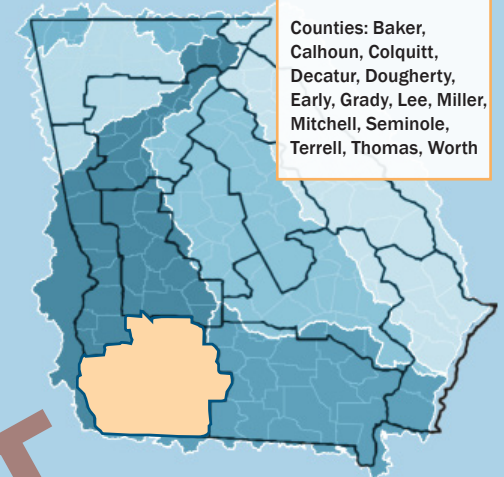 Counties: Baker,
Calhoun, Colquitt,
Decatur, Dougherty,
Early, Grady, Lee, Miller,
Mitchell, Seminole,
Terrell, Thomas, Worth